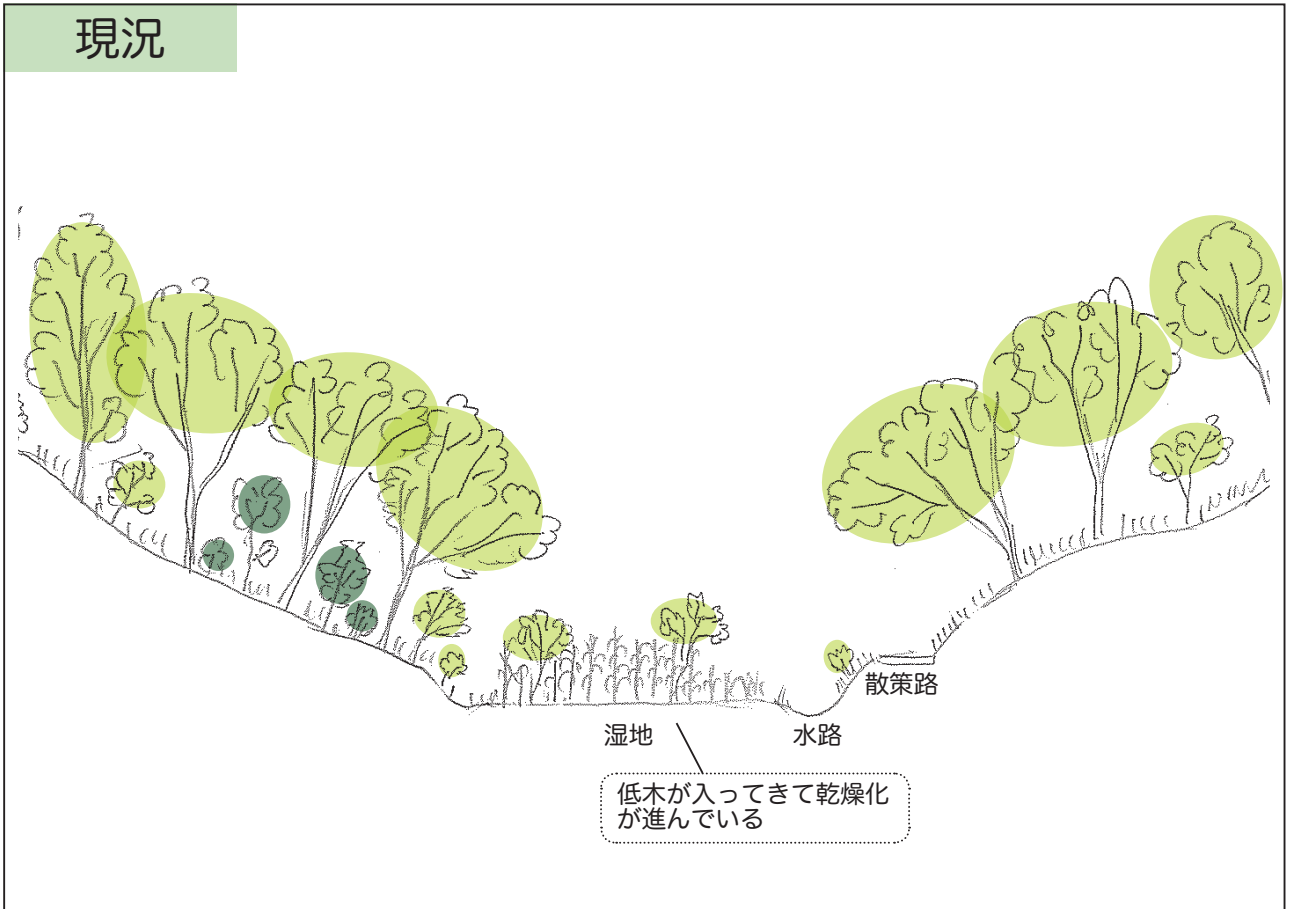 現況
散策路
湿地
水路
低木が入ってきて乾燥化
が進んでいる